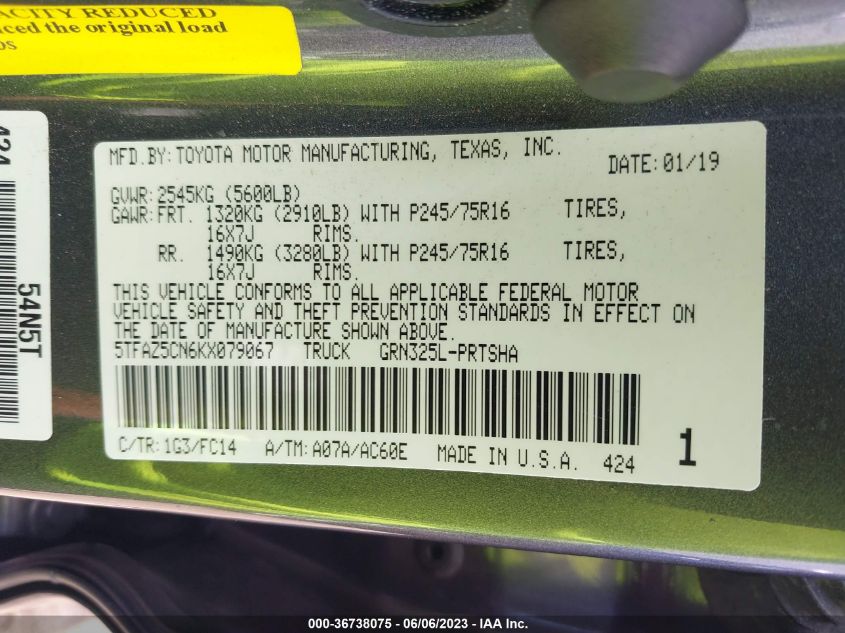 ACITY REDUCED
ced the original load
424
54N5T
MFD.BY:TOYOTA MOTOR MANUFACTURING, TEXAS, INC.
DATE:01/19
GVWR:2545KG (5600LB)
GAWR:FRT. 1320KG (2910LB) WITH P245/75R16 TIRES,
16X7J RIMS.
RR. 1490KG (3280LB) WITH P245/75R16 TIRES,
16X7J RIMS.
THIS VEHICLE CONFORMS TO ALL APPLICABLE FEDERAL MOTOR
VEHICLE SAFETY AND THEFT PREVENTION STANDARDS IN EFFECT ON
THE DATE OF MANUFACTURE SHOWN ABOVE.
5TFAZ5CN6KX079067 TRUCK GRN325L-PRTSHA
C/TR:1G3/FC14 A/TM:A07A/AC60E MADE IN U.S.A. 424
1
000-36738075 - 06/06/2023 - IAA Inc.